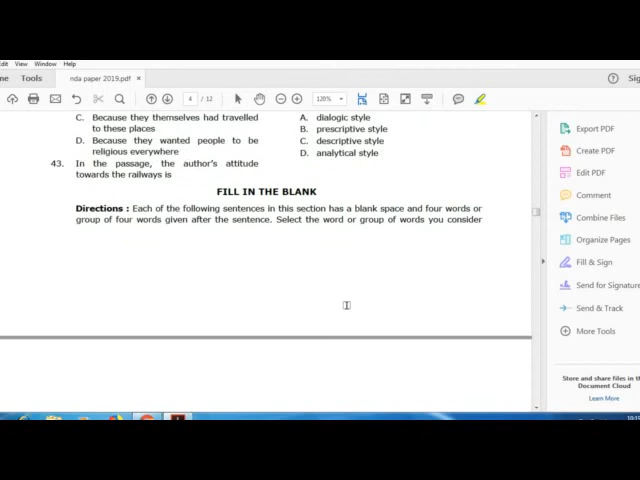 Edit View Window Help
Tools
nda paper 2019.pdf
4 / 12
120%
C. Because they themselves had travelled
to these places
D. Because they wanted people to be
religious everywhere
43. In the passage, the author's attitude
towards the railways is
A. dialogic style
B. prescriptive style
C. descriptive style
D. analytical style
FILL IN THE BLANK
Directions : Each of the following sentences in this section has a blank space and four words or
group of four words given after the sentence. Select the word or group of words you consider
Export PDF
Create PDF
Edit PDF
Comment
Combine Files
Organize Pages
Fill & Sign
Send for Signature
Send & Track
More Tools
Store and share files in the
Document Cloud
Learn More